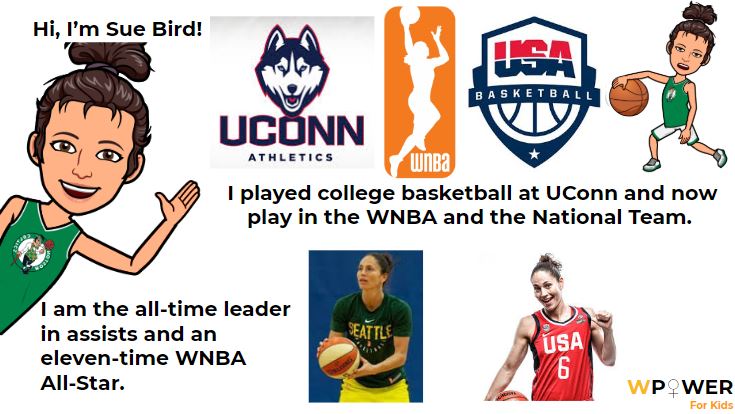 Hi, I'm Sue Bird!
UCONN
ATHLETICS
WNBA
USA
BASKETBALL
I played college basketball at UConn and now
play in the WNBA and the National Team.
I am the all-time leader
in assists and an
eleven-time WNBA
All-Star.
SEATTLE
USA
6
WPOWER
For Kids